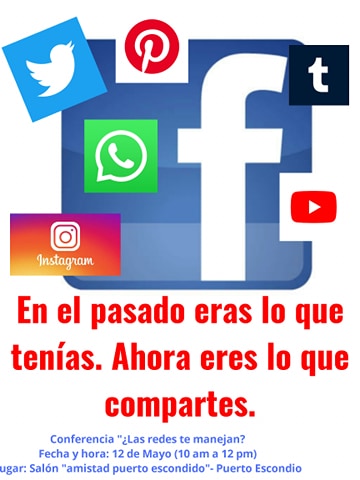 f
t
Instagram
En el pasado eras lo que
tenías. Ahora eres lo que
compartes.
Conferencia "¿Las redes te manejan?
Fecha y hora: 12 de Mayo (10 am a 12 pm)
ugar: Salón "amistad puerto escondido"- Puerto Escondio